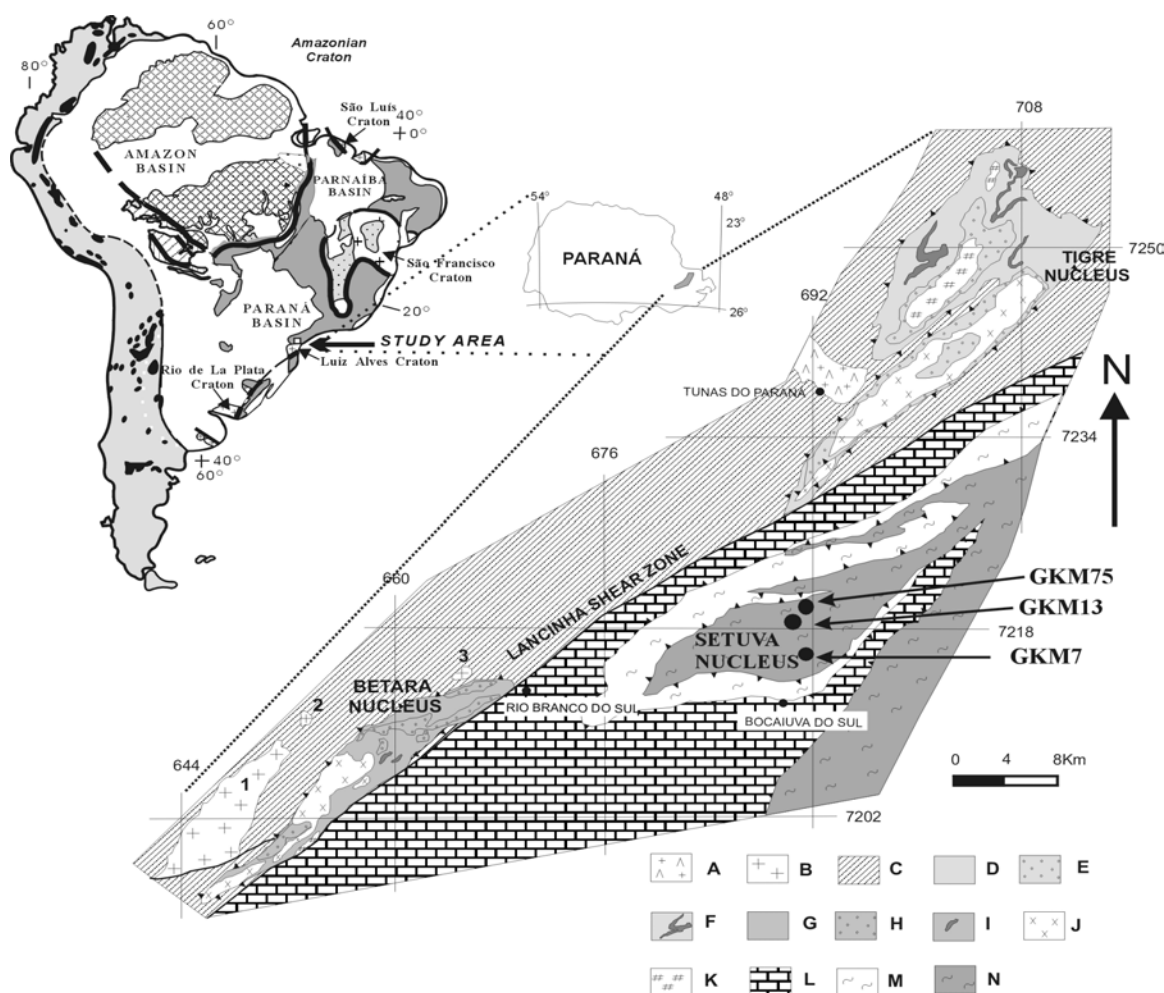 60°
Amazonian
Craton
80°
São Luís
Craton
40°
0°
AMAZON
BASIN
PARNAÍBA
BASIN
São Francisco
Craton
PARANÁ
BASIN
20°
STUDY AREA
Luiz Alves Craton
Rio de La Plata
Craton
40°
60°
54°
48°
23°
PARANÁ
26°
708
7250
TIGRE
NUCLEUS
692
TUNAS DO PARANÁ
N
7234
676
LANCINHA SHEAR ZONE
660
GKM75
GKM13
7218
SETUVA
NUCLEUS
GKM7
3
BETARA
NUCLEUS
RIO BRANCO DO SUL
BOCAIUVA DO SUL
2
644
1
0 4 8Km
7202
A B C D E
F G H I J
K L M N